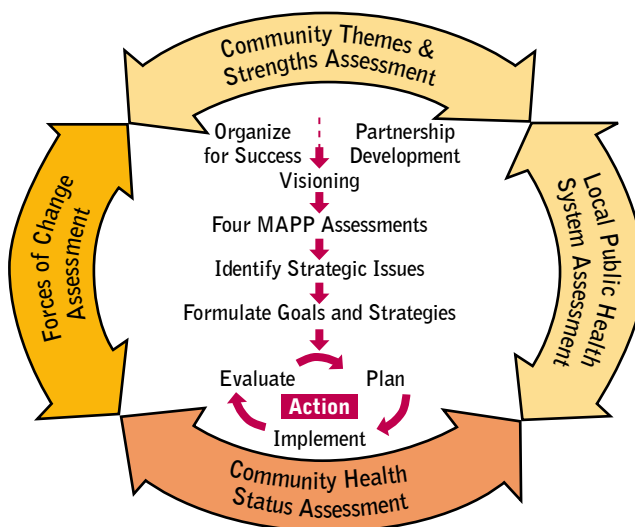 Community Themes &
Strengths Assessment
Organize
for Success
Partnership
Development
Visioning
Four MAPP Assessments
Identify Strategic Issues
Formulate Goals and Strategies
Evaluate
Plan
Action
Implement
Forces of Change
Assessment
Local Public Health
System Assessment
Community Health
Status Assessment